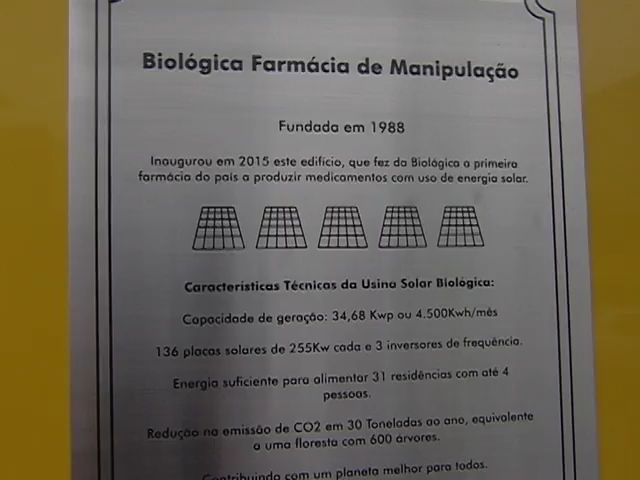 Biológica Farmácia de Manipulação
Fundada em 1988
Inaugurou em 2015 este edifício, que fez da Biológica a primeira
farmácia do país a produzir medicamentos com uso de energia solar.
Características Técnicas da Usina Solar Biológica:
Capacidade de geração: 34,68 Kwp ou 4.500Kwh/mês
136 placas solares de 255Kw cada e 3 inversores de frequência.
Energia suficiente para alimentar 31 residências com até 4
pessoas.
Redução na emissão de CO2 em 30 Toneladas ao ano, equivalente
a uma floresta com 600 árvores.
Contribuindo com um planeta melhor para todos.